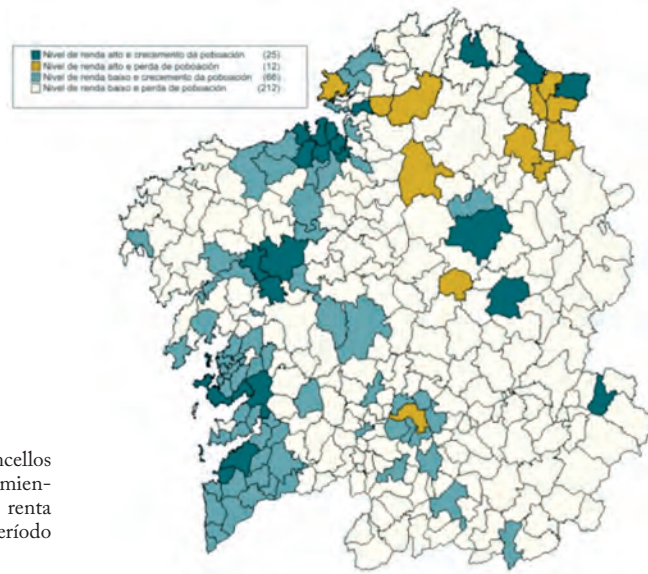 Nivel de renda alto e crecemento da poboación (25)
Nivel de renda alto e perda de poboación (12)
Nivel de renda baixo e crecemento da poboación (66)
Nivel de renda baixo e perda de poboación (212)
ncellos
mien-
renta
eríodo